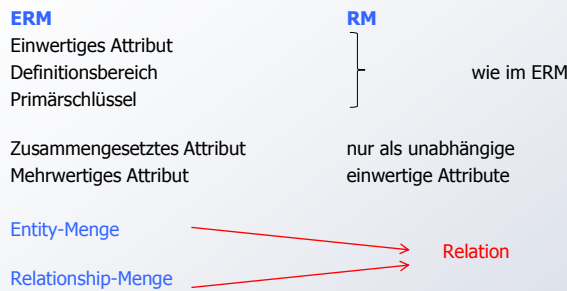 ERM RM
Einwertiges Attribut
Definitionsbereich wie im ERM
Primärschlüssel
Zusammengesetztes Attribut nur als unabhängige
Mehrwertiges Attribut einwertige Attribute
Entity-Menge
Relation
Relationship-Menge